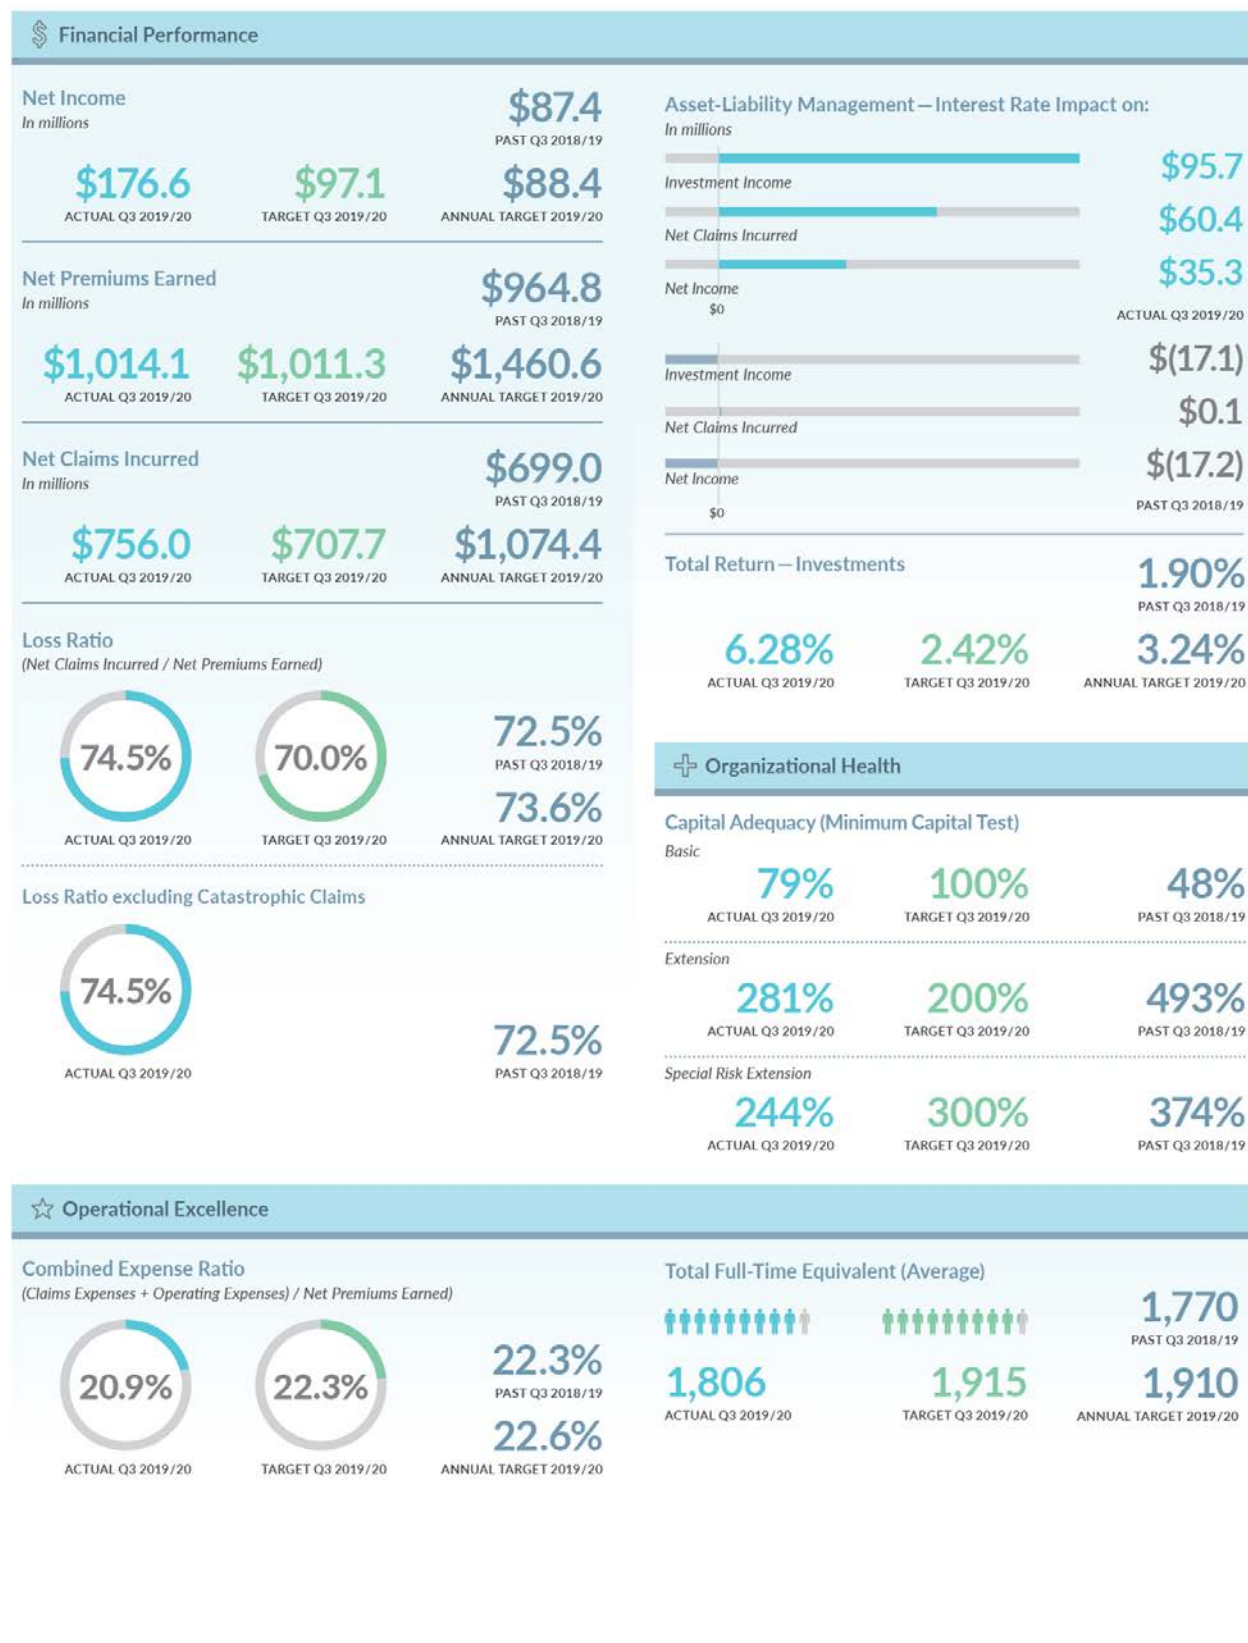 Financial Performance
Net Income
In millions
$87.4
PAST Q3 2018/19
$176.6 $97.1 $88.4
ACTUAL Q3 2019/20 TARGET Q3 2019/20 ANNUAL TARGET 2019/20
Net Premiums Earned
In millions
$964.8
PAST Q3 2018/19
$1,014.1 $1,011.3 $1,460.6
ACTUAL Q3 2019/20 TARGET Q3 2019/20 ANNUAL TARGET 2019/20
Net Claims Incurred
In millions
$699.0
PAST Q3 2018/19
$756.0 $707.7 $1,074.4
ACTUAL Q3 2019/20 TARGET Q3 2019/20 ANNUAL TARGET 2019/20
Loss Ratio
(Net Claims Incurred / Net Premiums Earned)
74.5% 70.0%
72.5%
PAST Q3 2018/19
73.6%
ACTUAL Q3 2019/20 TARGET Q3 2019/20 ANNUAL TARGET 2019/20
Loss Ratio excluding Catastrophic Claims
74.5%
72.5%
ACTUAL Q3 2019/20 PAST Q3 2018/19
Asset-Liability Management—Interest Rate Impact on:
In millions
$95.7
Investment Income
$60.4
Net Claims Incurred
$35.3
Net Income
$0
ACTUAL Q3 2019/20
$(17.1)
Investment Income
$0.1
Net Claims Incurred
$(17.2)
Net Income
PAST Q3 2018/19
$0
Total Return—Investments
1.90%
PAST Q3 2018/19
6.28% 2.42% 3.24%
ACTUAL Q3 2019/20 TARGET Q3 2019/20 ANNUAL TARGET 2019/20
Organizational Health
Capital Adequacy (Minimum Capital Test)
Basic
79% 100% 48%
ACTUAL Q3 2019/20 TARGET Q3 2019/20 PAST Q3 2018/19
Extension
281% 200% 493%
ACTUAL Q3 2019/20 TARGET Q3 2019/20 PAST Q3 2018/19
Special Risk Extension
244% 300% 374%
ACTUAL Q3 2019/20 TARGET Q3 2019/20 PAST Q3 2018/19
Operational Excellence
Combined Expense Ratio
(Claims Expenses + Operating Expenses) / Net Premiums Earned)
20.9% 22.3%
22.3%
PAST Q3 2018/19
22.6%
ACTUAL Q3 2019/20 TARGET Q3 2019/20 ANNUAL TARGET 2019/20
Total Full-Time Equivalent (Average)
1,770
PAST Q3 2018/19
1,806 1,915 1,910
ACTUAL Q3 2019/20 TARGET Q3 2019/20 ANNUAL TARGET 2019/20